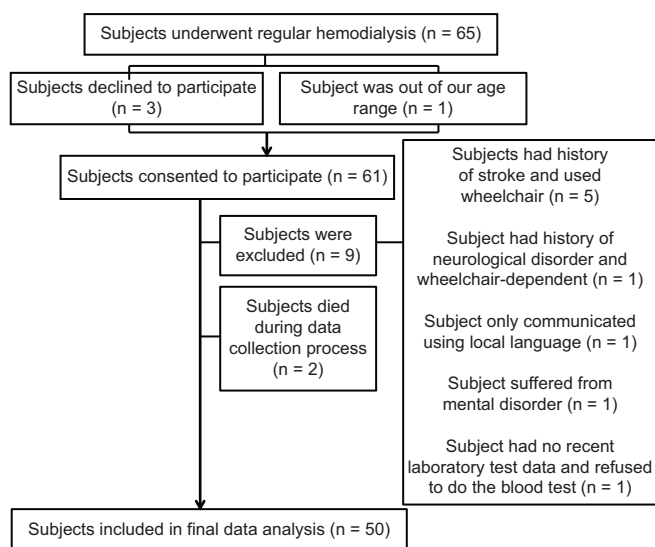 Subjects underwent regular hemodialysis (n = 65)
Subjects declined to participate
(n = 3)
Subject was out of our age
range (n = 1)
Subjects consented to participate (n = 61)
Subjects were
excluded (n = 9)
Subjects had history
of stroke and used
wheelchair (n = 5)
Subject had history of
neurological disorder and
wheelchair-dependent (n = 1)
Subject only communicated
using local language (n = 1)
Subject suffered from
mental disorder (n = 1)
Subject had no recent
laboratory test data and refused
to do the blood test (n = 1)
Subjects died
during data
collection process
(n = 2)
Subjects included in final data analysis (n = 50)